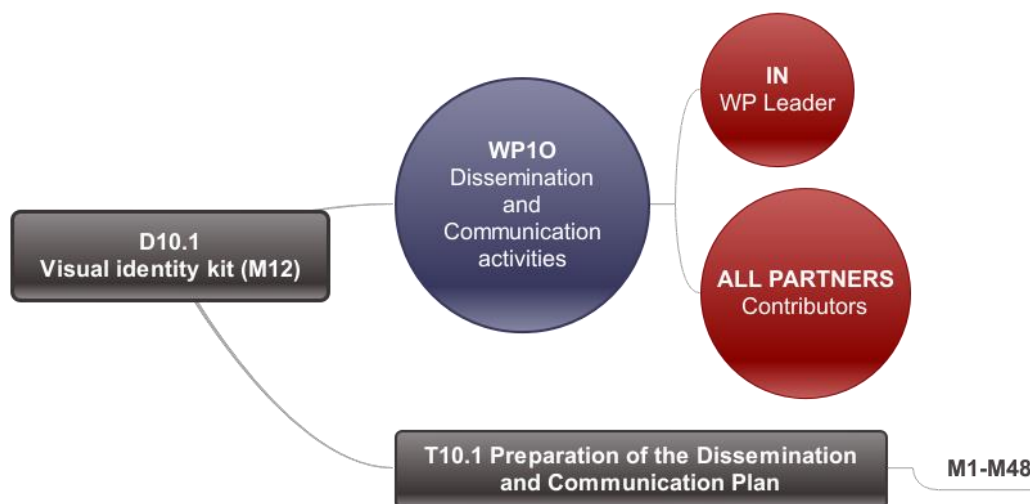 D10.1
Visual identity kit (M12)
WP1O
Dissemination
and
Communication
activities
IN
WP Leader
ALL PARTNERS
Contributors
T10.1 Preparation of the Dissemination
and Communication Plan
M1-M48